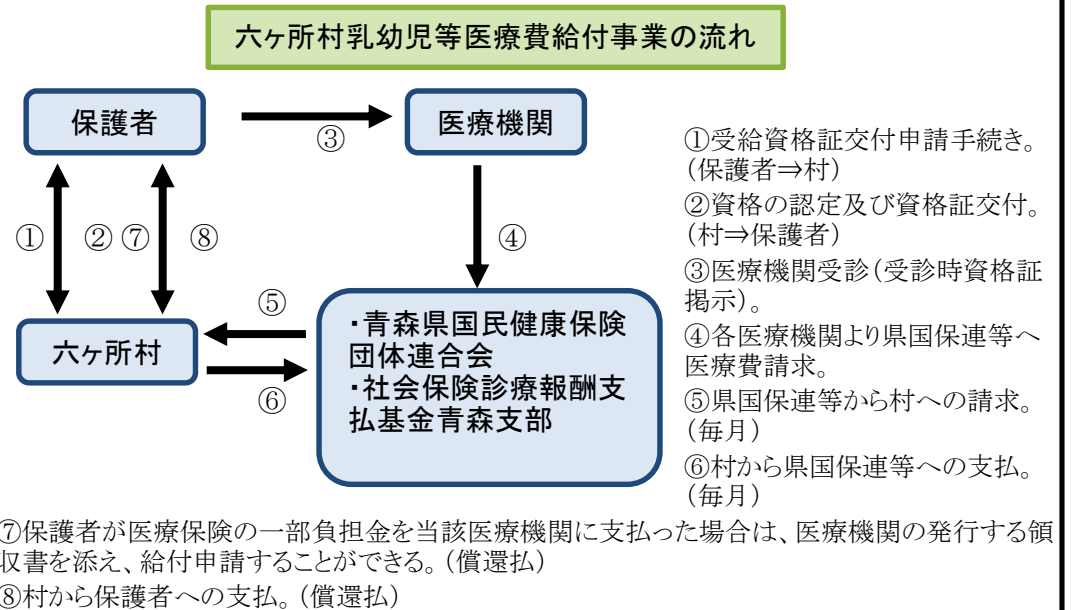 六ヶ所村乳幼児等医療費給付事業の流れ
保護者
③
医療機関
①
②
⑦
⑧
④
⑤
六ヶ所村
⑥
・青森県国民健康保険
団体連合会
・社会保険診療報酬支
払基金青森支部
①受給資格証交付申請手続き。
(保護者⇒村)
②資格の認定及び資格証交付。
(村⇒保護者)
③医療機関受診(受診時資格証
掲示)。
④各医療機関より県国保連等へ
医療費請求。
⑤県国保連等から村への請求。
(毎月)
⑥村から県国保連等への支払。
(毎月)
⑦保護者が医療保険の一部負担金を当該医療機関に支払った場合は、医療機関の発行する領
収書を添え、給付申請することができる。(償還払)
⑧村から保護者への支払。(償還払)